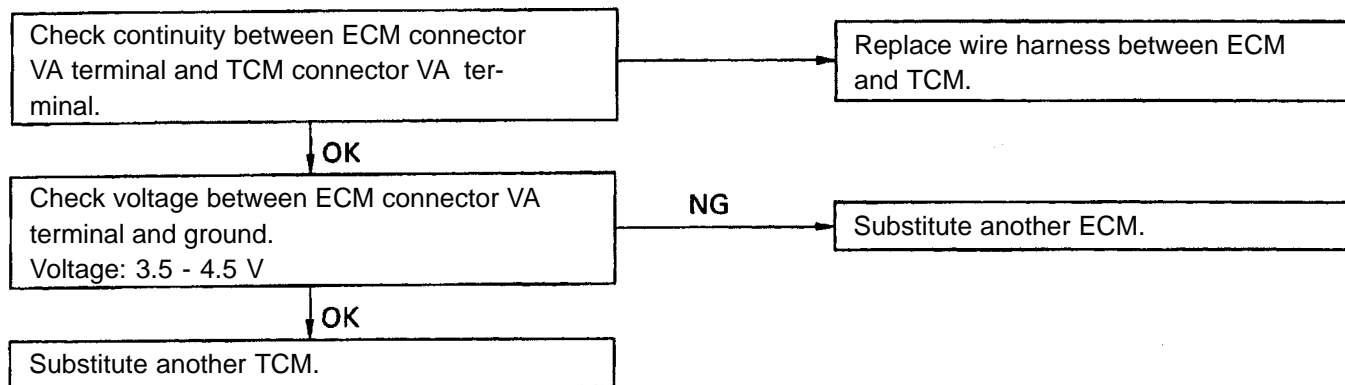 Check continuity between ECM connector
VA terminal and TCM connector VA ter-
minal.
Replace wire harness between ECM
and TCM.
OK
Check voltage between ECM connector VA
terminal and ground.
Voltage: 3.5 - 4.5 V
NG
Substitute another ECM.
OK
Substitute another TCM.